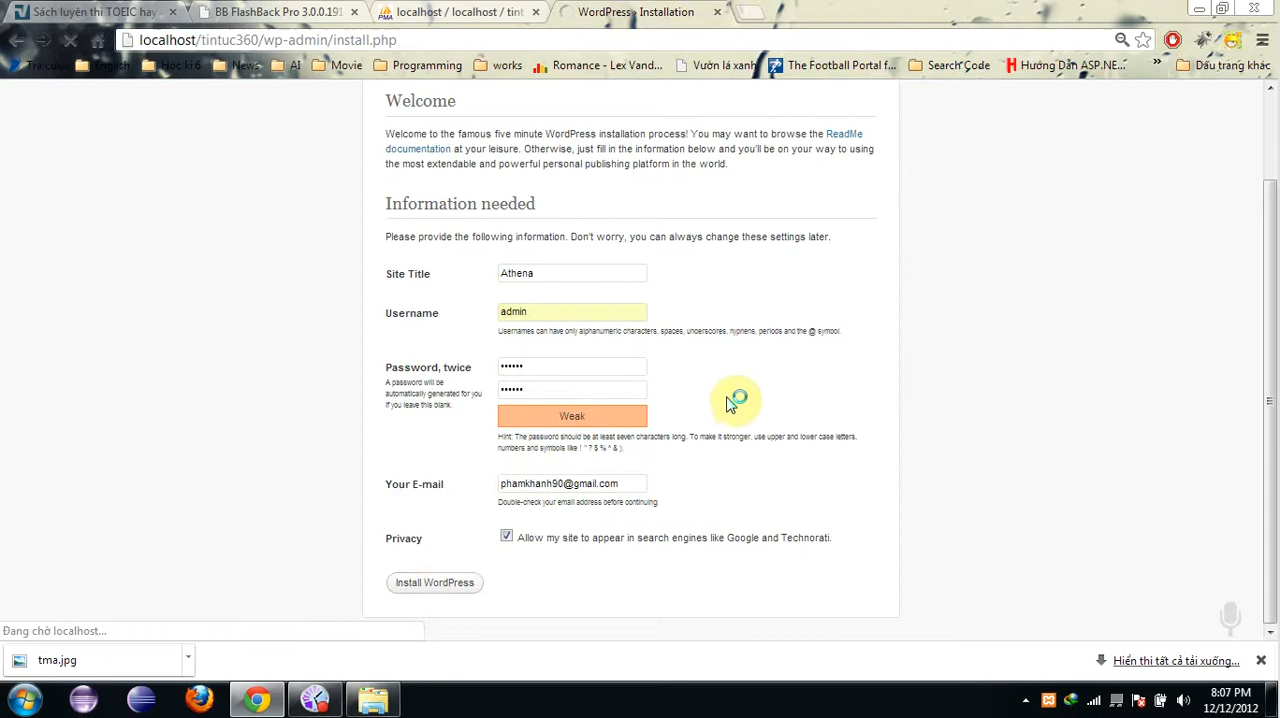 Sách luyện thi TOEIC hay
BB FlashBack Pro 3.0.0.191
PMA
localhost / localhost / tint
WordPress › Installation
localhost/tintuc360/wp-admin/install.php
Tra cứu
English
Học kì 6
News
AI
Movie
Programming
works
Romance - Lex Vand...
Vườn lá xanh
The Football Portal f...
Search Code
Hướng Dẫn ASP.NE...
»
Dấu trang khác
Welcome
Welcome to the famous five minute WordPress installation process! You may want to browse the ReadMe
documentation at your leisure. Otherwise, just fill in the information below and you'll be on your way to using
the most extendable and powerful personal publishing platform in the world.
Information needed
Please provide the following information. Don't worry, you can always change these settings later.
Site Title
Athena
Username
admin
Usernames can have only alphanumeric characters, spaces, underscores, hyphens, periods and the @ symbol.
Password, twice
••••••
A password will be
automatically generated for you
if you leave this blank.
••••••
Weak
Hint: The password should be at least seven characters long. To make it stronger, use upper and lower case letters,
numbers and symbols like ! " ? $ % ^ & ).
Your E-mail
phamkhanh90@gmail.com
Double-check your email address before continuing
Privacy
Allow my site to appear in search engines like Google and Technorati.
Install WordPress
Đang chờ localhost...
tma.jpg
Hiển thị tất cả tải xuống...
8:07 PM
12/12/2012